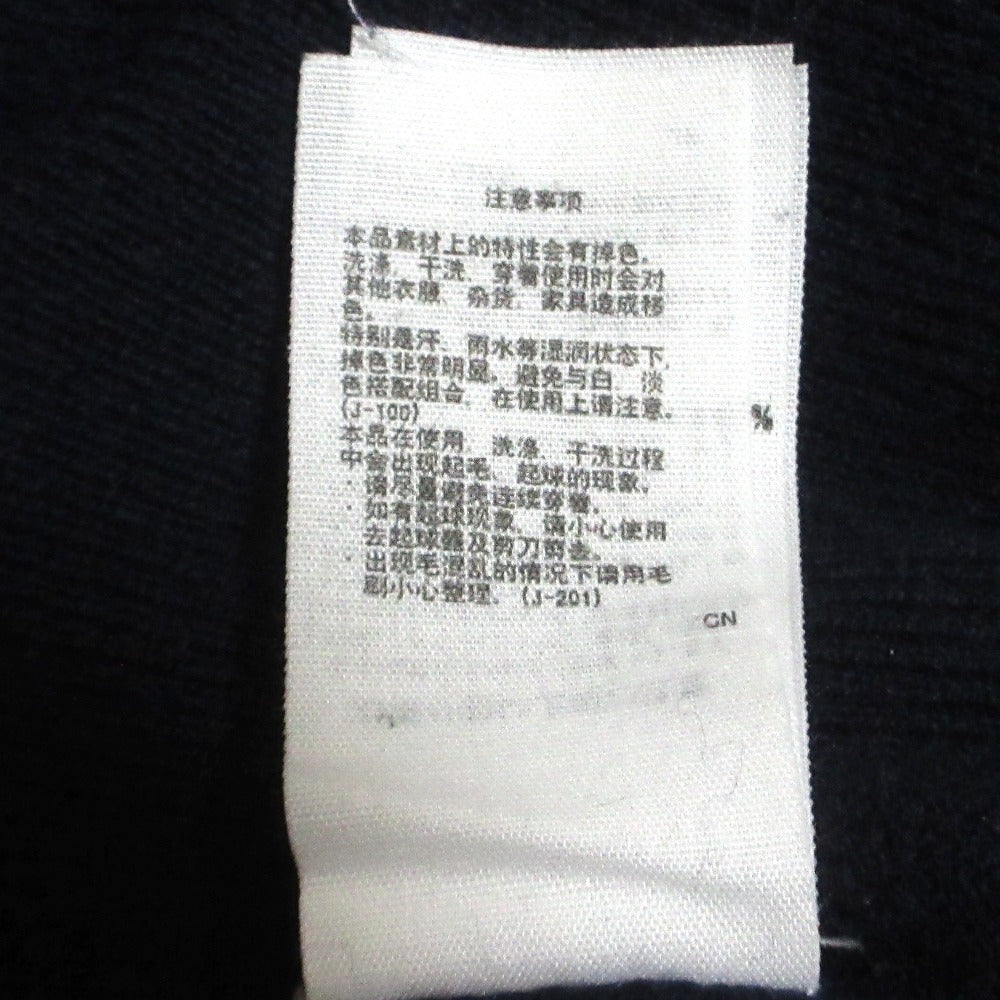 注意事项
本品素材上的特性会有掉色。
洗涤、干洗、穿着使用时会对
其他衣服、杂货、家具造成移
色。
特别是汗、雨水等湿润状态下,
掉色非常明显。避免与白、淡
色搭配组合。在使用上请注意。
(J-100)
本品在使用、洗涤、干洗过程
中会出现起毛、起球的现象。
·请尽量避免连续穿着。
·如有起球现象、请小心使用
去起球器及剪刀剪去。
·出现毛混乱的情况下请用毛
刷小心整理。(J-201)
%
CN